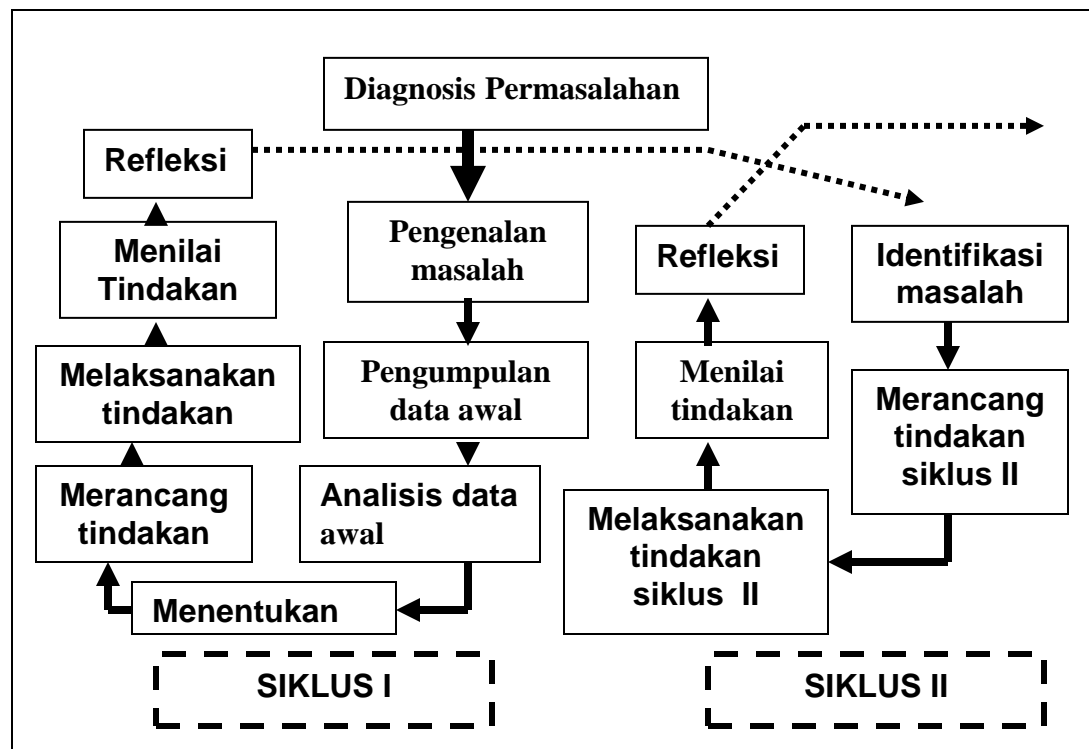 Diagnosis Permasalahan
Refleksi
Pengenalan
masalah
Menilai
Tindakan
Refleksi
Identifikasi
masalah
Melaksanakan
tindakan
Pengumpulan
data awal
Menilai
tindakan
Merancang
tindakan
siklus II
Merancang
tindakan
Analisis data
awal
Melaksanakan
tindakan
siklus II
Menentukan
SIKLUS I
SIKLUS II